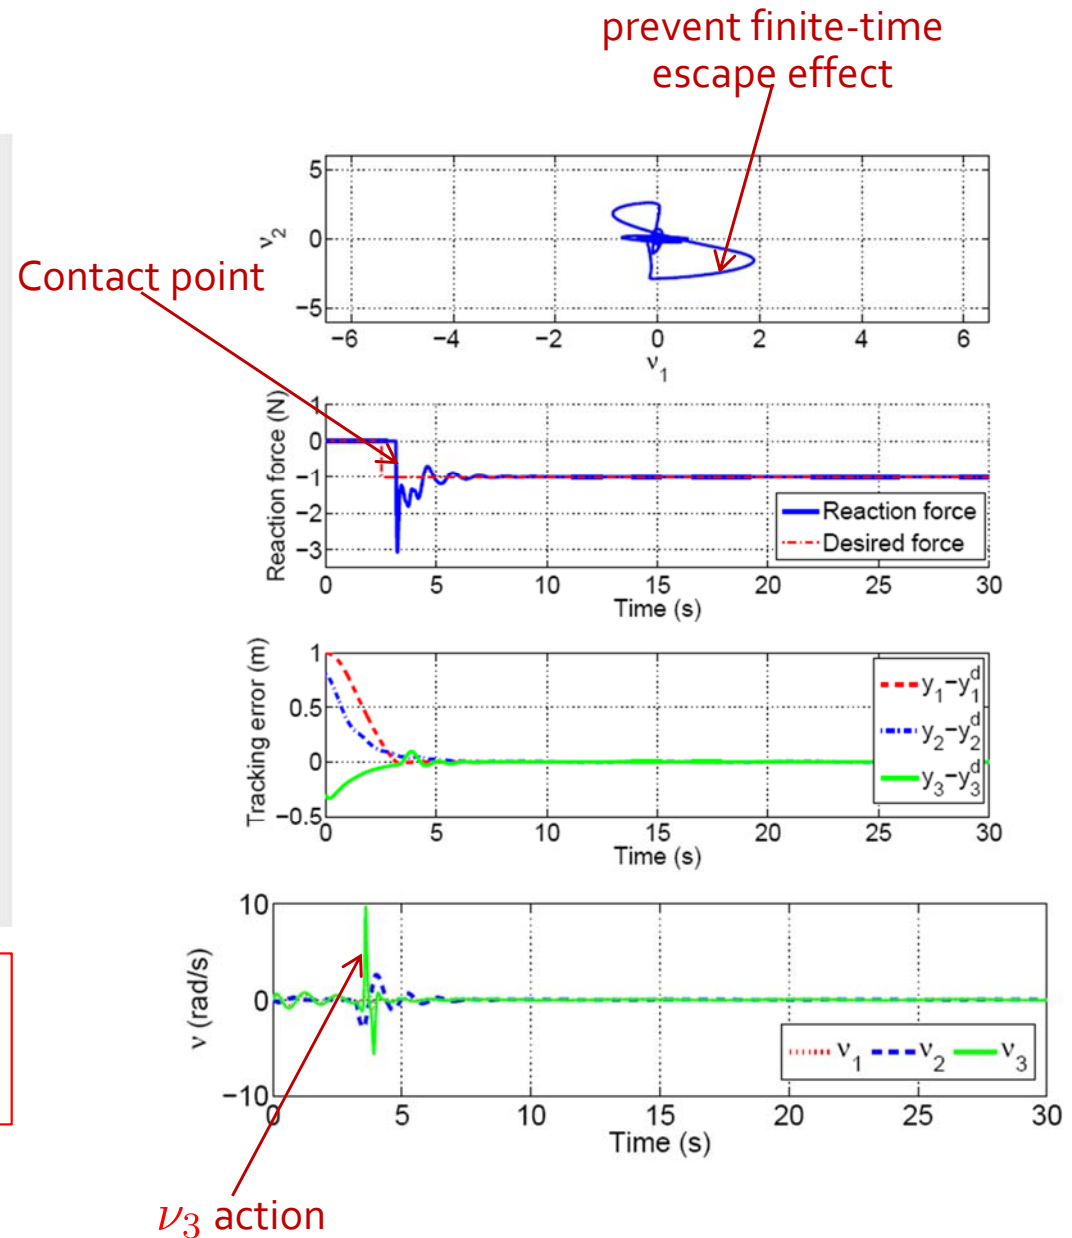 prevent finite-time
escape effect
Contact point
ν2
5
0
−5
−6 −4 −2 0 2 4 6
ν1
Reaction force (N)
1
0
−1
−2
−3
Reaction force
Desired force
0 5 10 15 20 25 30
Time (s)
Tracking error (m)
1
0.5
0
−0.5
y1−y1^d
y2−y2^d
y3−y3^d
0 5 10 15 20 25 30
Time (s)
ν (rad/s)
10
0
−10
ν1 ν2 ν3
0 5 10 15 20 25 30
Time (s)
ν3 action